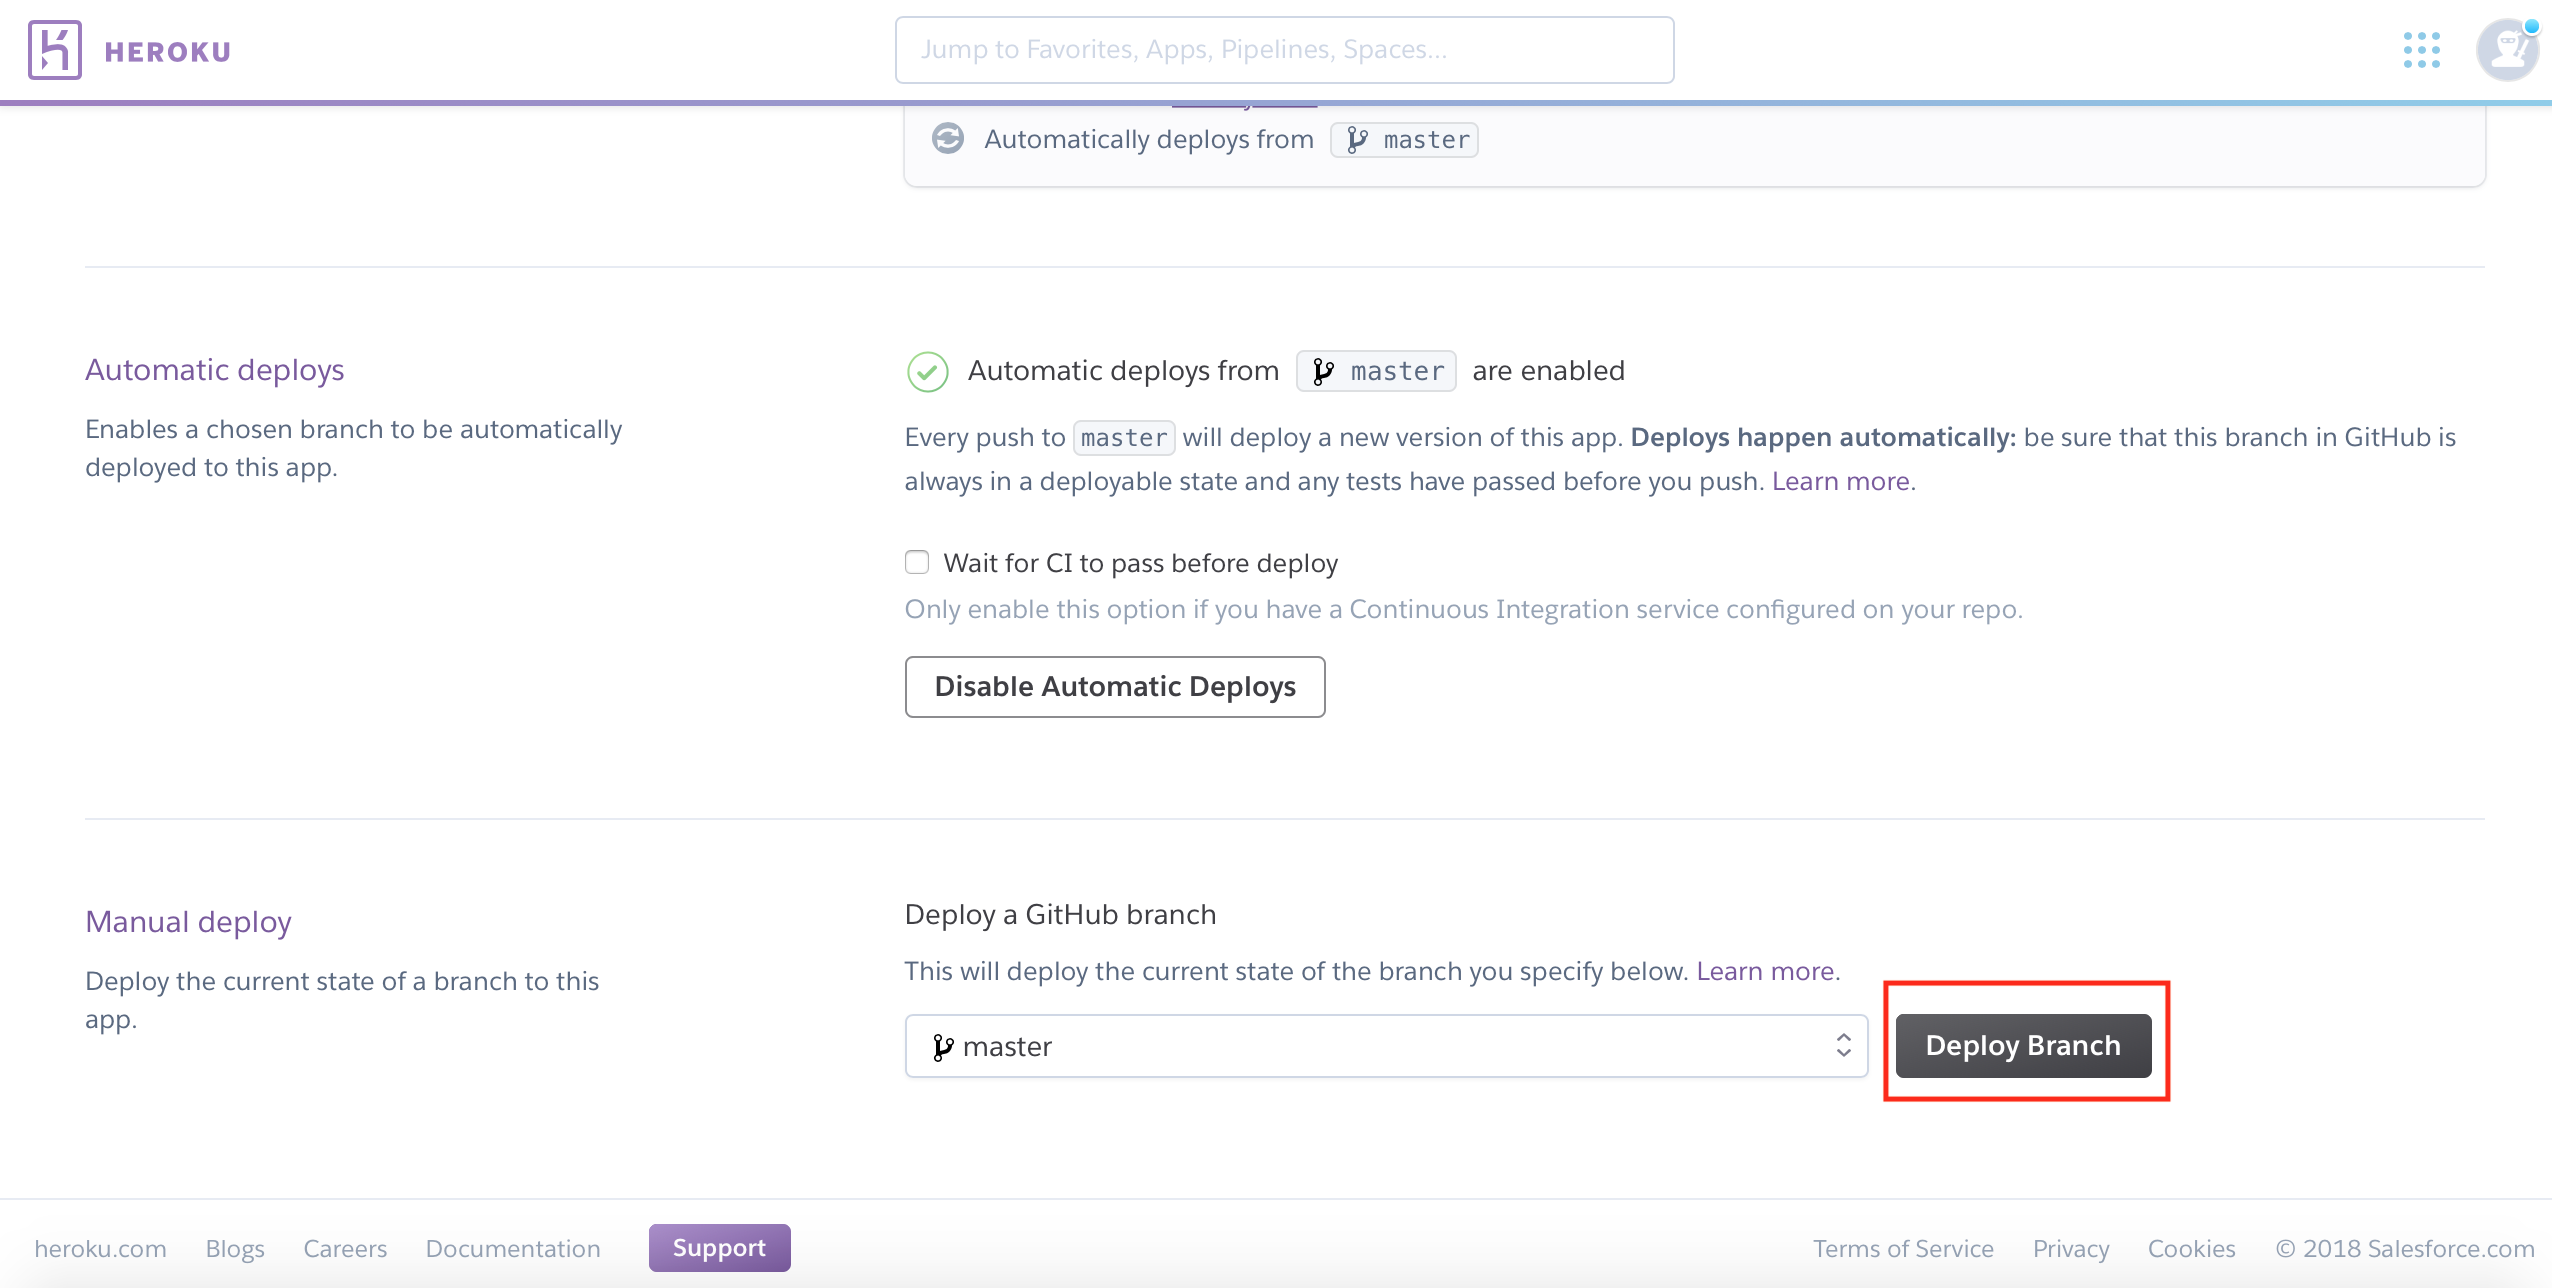 HEROKU
Jump to Favorites, Apps, Pipelines, Spaces...
Automatically deploys from master
Automatic deploys
Enables a chosen branch to be automatically
deployed to this app.
Automatic deploys from master are enabled
Every push to master will deploy a new version of this app. Deploys happen automatically: be sure that this branch in GitHub is
always in a deployable state and any tests have passed before you push. Learn more.
Wait for CI to pass before deploy
Only enable this option if you have a Continuous Integration service configured on your repo.
Disable Automatic Deploys
Manual deploy
Deploy the current state of a branch to this
app.
Deploy a GitHub branch
This will deploy the current state of the branch you specify below. Learn more.
master
Deploy Branch
heroku.com Blogs Careers Documentation Support Terms of Service Privacy Cookies © 2018 Salesforce.com